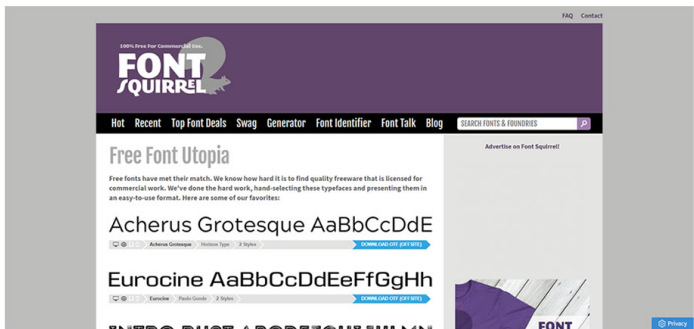 FAQ Contact
100% Free For Commercial Use.
FONT
SQUIRREL
Hot Recent Top Font Deals Swag Generator Font Identifier Font Talk Blog SEARCH FONTS & FOUNDRIES
Free Font Utopia
Advertise on Font Squirrel!
Free fonts have met their match. We know how hard it is to find quality freeware that is licensed for
commercial work. We've done the hard work, hand-selecting these typefaces and presenting them in
an easy-to-use format. Here are some of our favorites:
Acherus Grotesque AaBbCcDdE
Acherus Grotesque Horizon Type 2 Styles DOWNLOAD OTF (OFFSITE)
Eurocine AaBbCcDdEeFfGgHh
Eurocine Paulo Goode 2 Styles DOWNLOAD OTF (OFFSITE)
FONT
Privacy